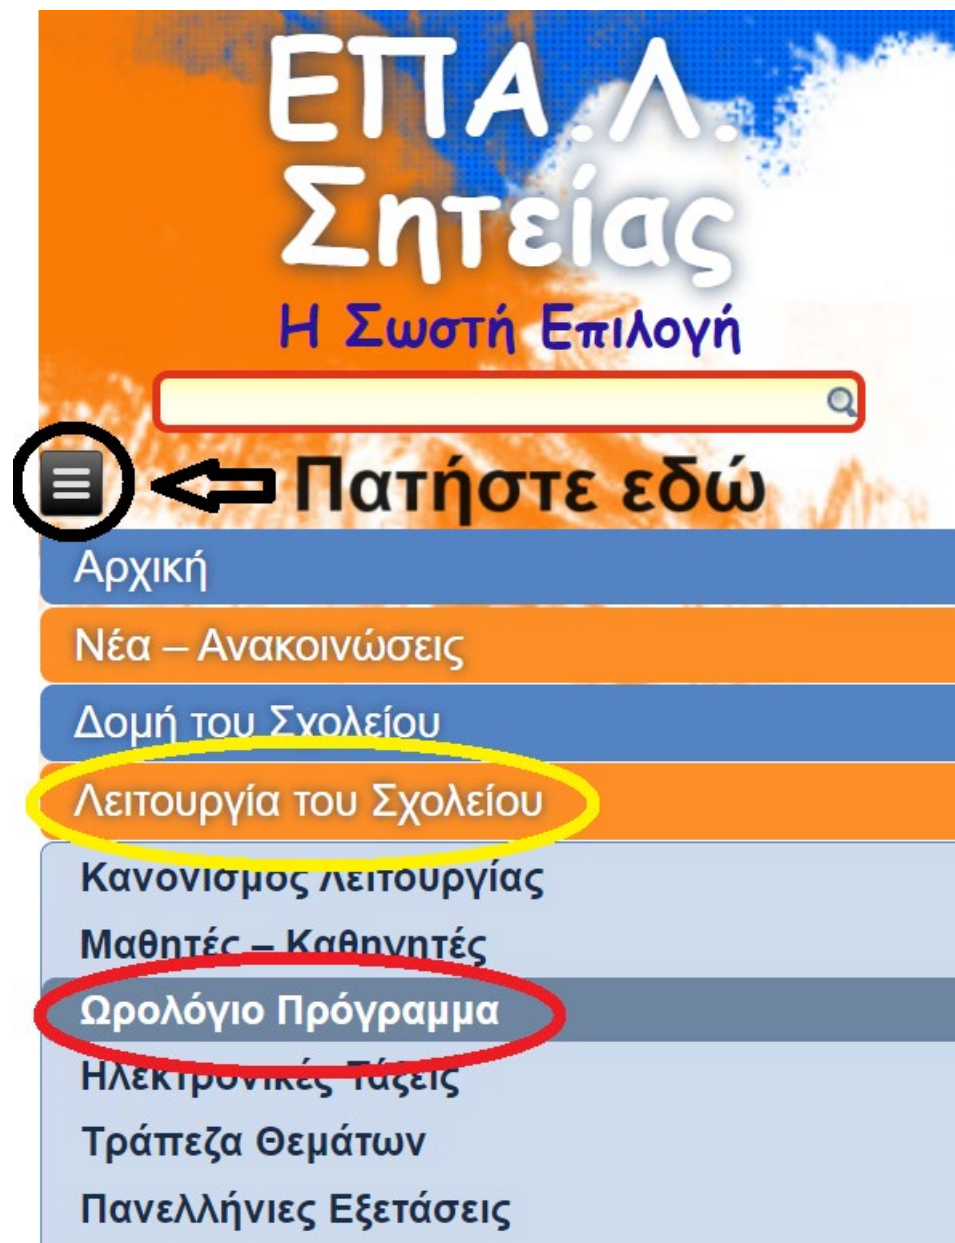 ΕΠΑ.Λ.
Σητείας
Η Σωστή Επιλογή
Πατήστε εδώ
Αρχική
Νέα – Ανακοινώσεις
Δομή του Σχολείου
Λειτουργία του Σχολείου
Κανονισμός Λειτουργίας
Μαθητές – Καθηγητές
Ωρολόγιο Πρόγραμμα
Ηλεκτρονικές Τάξεις
Τράπεζα Θεμάτων
Πανελλήνιες Εξετάσεις